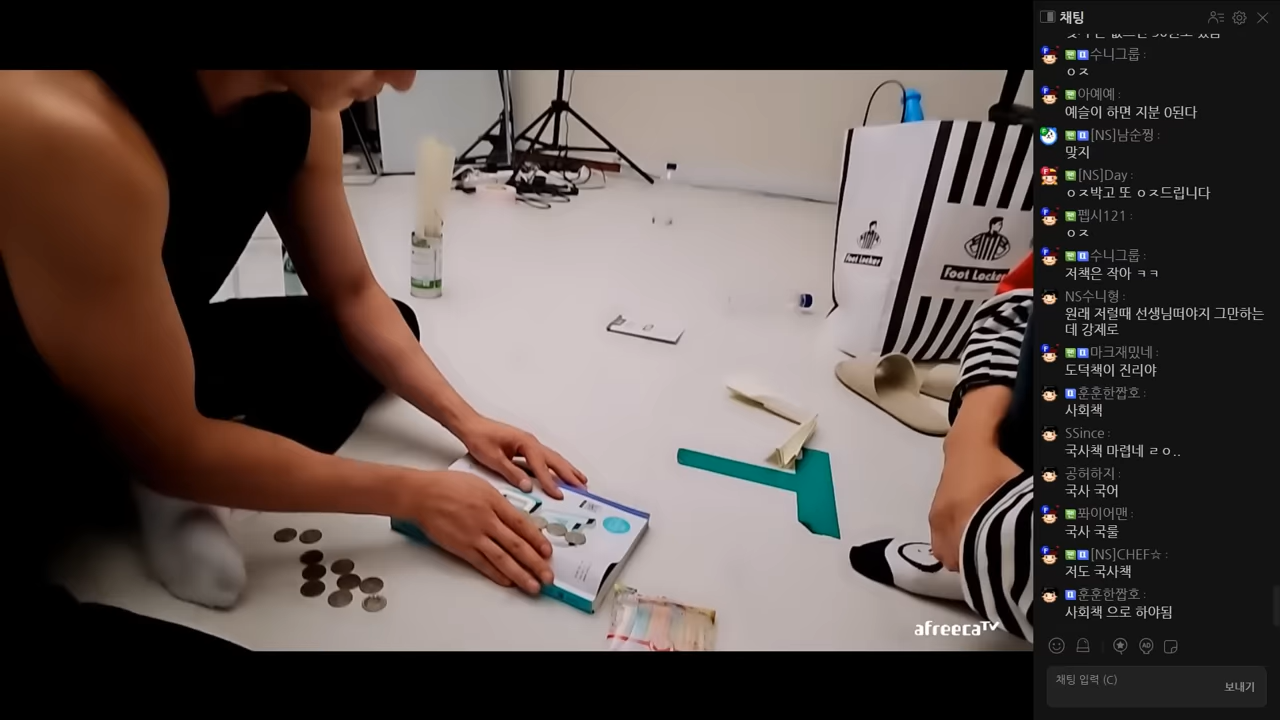 채팅
수니그룹 :
ㅇㅈ
아예예 :
예슬이 하면 지분 0된다
[NS]남순찡 :
맞지
[NS]Day :
ㅇㅈ박고 또 ㅇㅈ드립니다
펩시121 :
ㅇㅈ
수니그룹 :
저책은 작아 ㅋㅋ
NS수니형 :
원래 저럴때 선생님떠야지 그만하는
데 강제로
마크재밌네 :
도덕책이 진리야
훈훈한짭호 :
사회책
SSince :
국사책 마렵네 ㄹㅇ..
공허하지 :
국사 국어
퐈이어맨 :
국사 국룰
[NS]CHEF☆ :
저도 국사책
훈훈한짭호 :
사회책 으로 하야됨
채팅 입력 (C)
보내기
Foot Locker
Foot Locker
afreecaTV